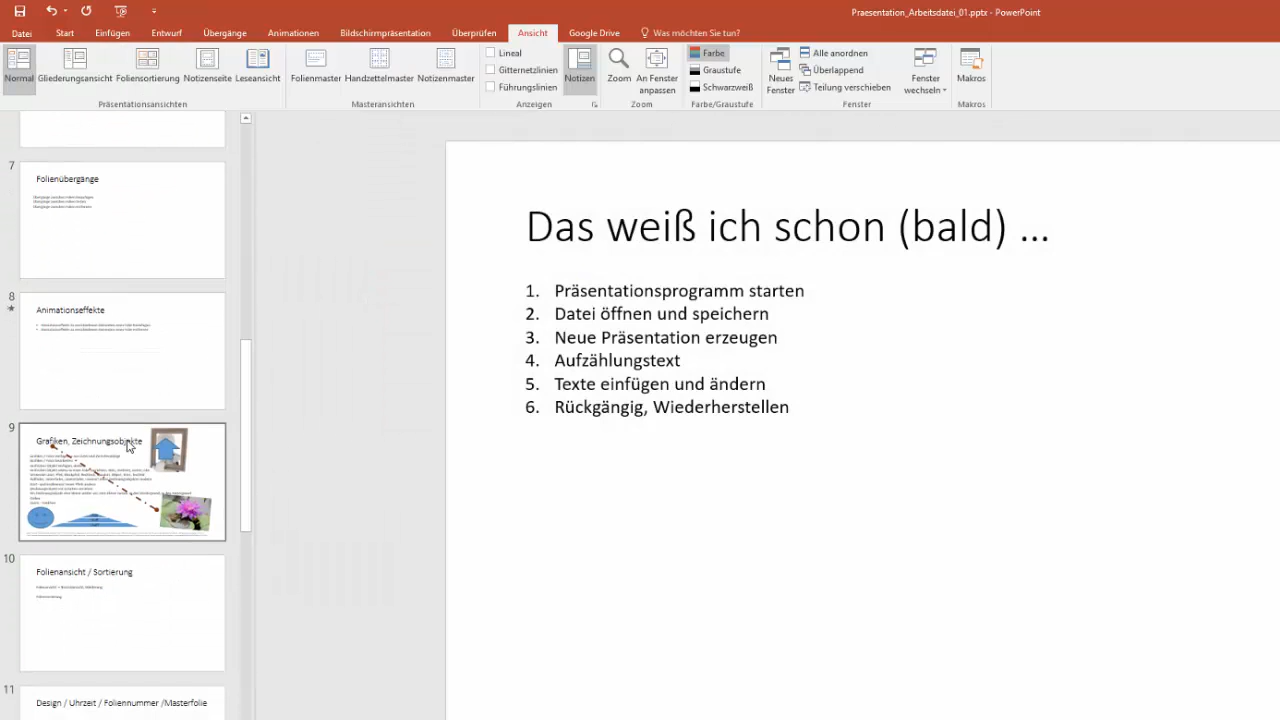 Praesentation_Arbeitsdatei_01.pptx - PowerPoint
Datei Start Einfügen Entwurf Übergänge Animationen Bildschirmpräsentation Überprüfen Ansicht Google Drive Was möchten Sie tun?
Normal Gliederungsansicht Foliensortierung Notizenseite Leseansicht
Präsentationsansichten
Folienmaster Handzettelmaster Notizenmaster
Masteransichten
Lineal
Gitternetzlinien
Führungslinien
Notizen
Anzeigen
Zoom
An Fenster
anpassen
Zoom
Farbe
Graustufe
Schwarzweiß
Farbe/Graustufe
Neues
Fenster
Alle anordnen
Überlappend
Teilung verschieben
Fenster
wechseln
Fenster
Makros
Makros
7
Folienübergänge
8
Animationseffekte
9
Grafiken, Zeichnungsobjekte
10
Folienansicht / Sortierung
11
Design / Uhrzeit / Foliennummer /Masterfolie
Das weiß ich schon (bald) ...
1. Präsentationsprogramm starten
2. Datei öffnen und speichern
3. Neue Präsentation erzeugen
4. Aufzählungstext
5. Texte einfügen und ändern
6. Rückgängig, Wiederherstellen